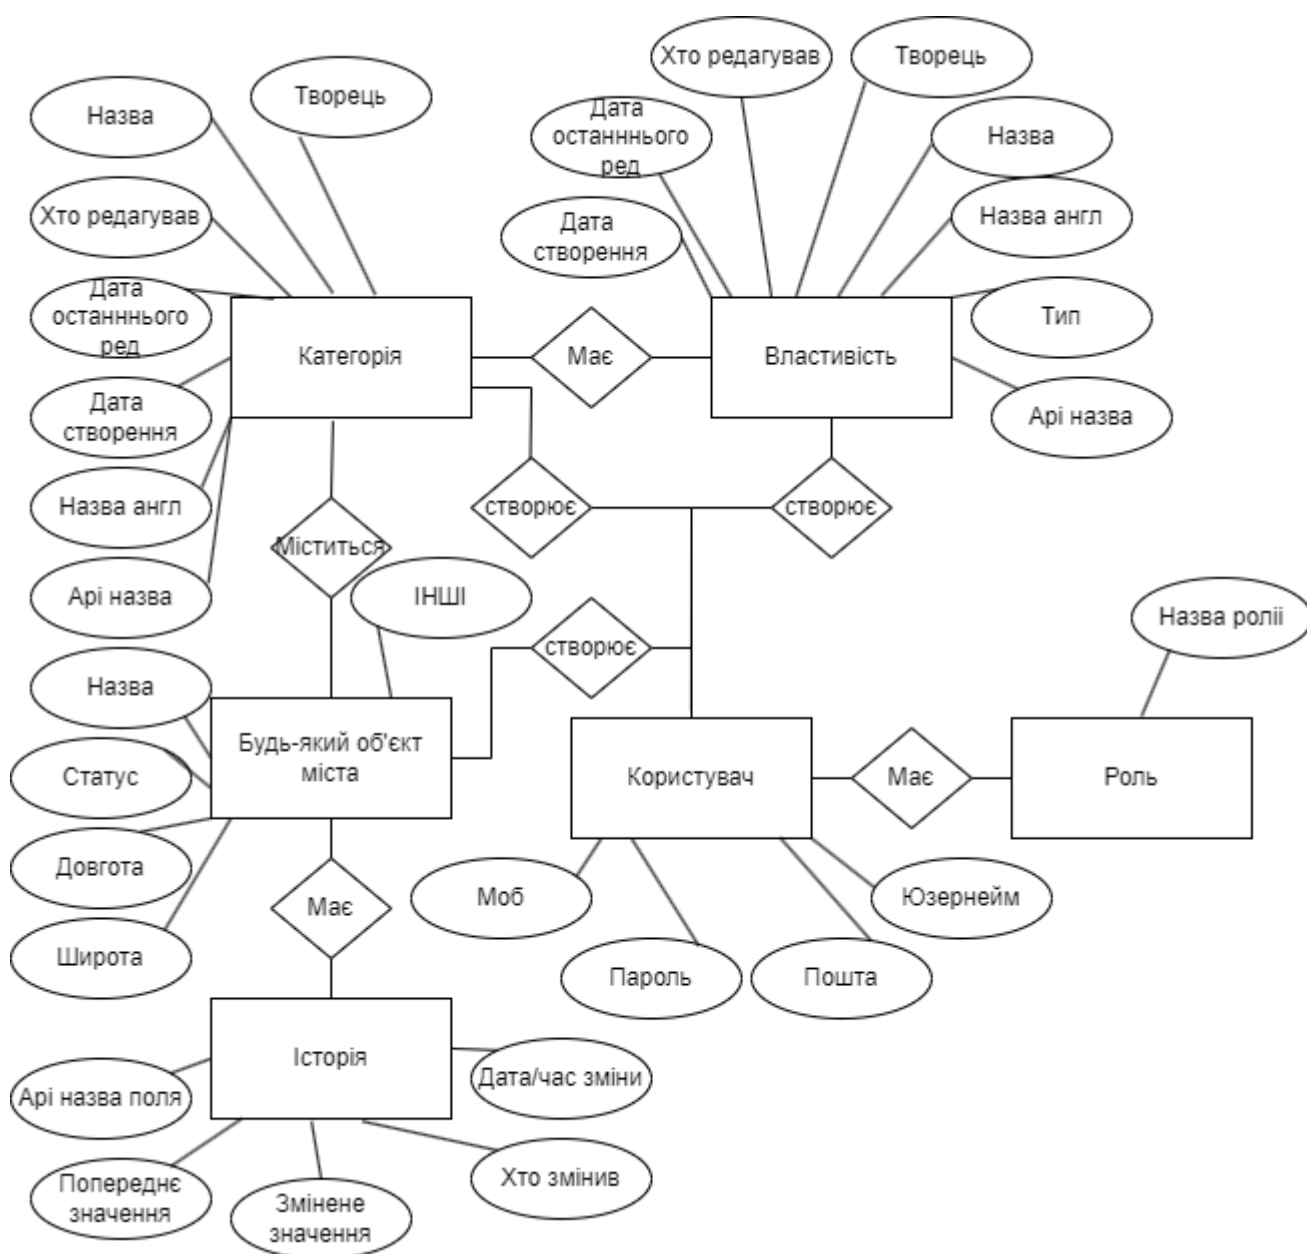 Хто редагував
Творець
Творець
Назва
Дата
останннього
ред
Назва
Хто редагував
Назва англ
Дата
створення
Дата
останннього
ред
Тип
Категорія
Має
Властивість
Дата
створення
Арі назва
Назва англ
створює
створює
Міститься
Арі назва
ІНШІ
Назва роліі
створює
Назва
Будь-який об'єкт
міста
Статус
Користувач
Має
Роль
Довгота
Моб
Юзернейм
Має
Широта
Пароль
Пошта
Історія
Дата/час зміни
Арі назва поля
Хто змінив
Попереднє
значення
Змінене
значення